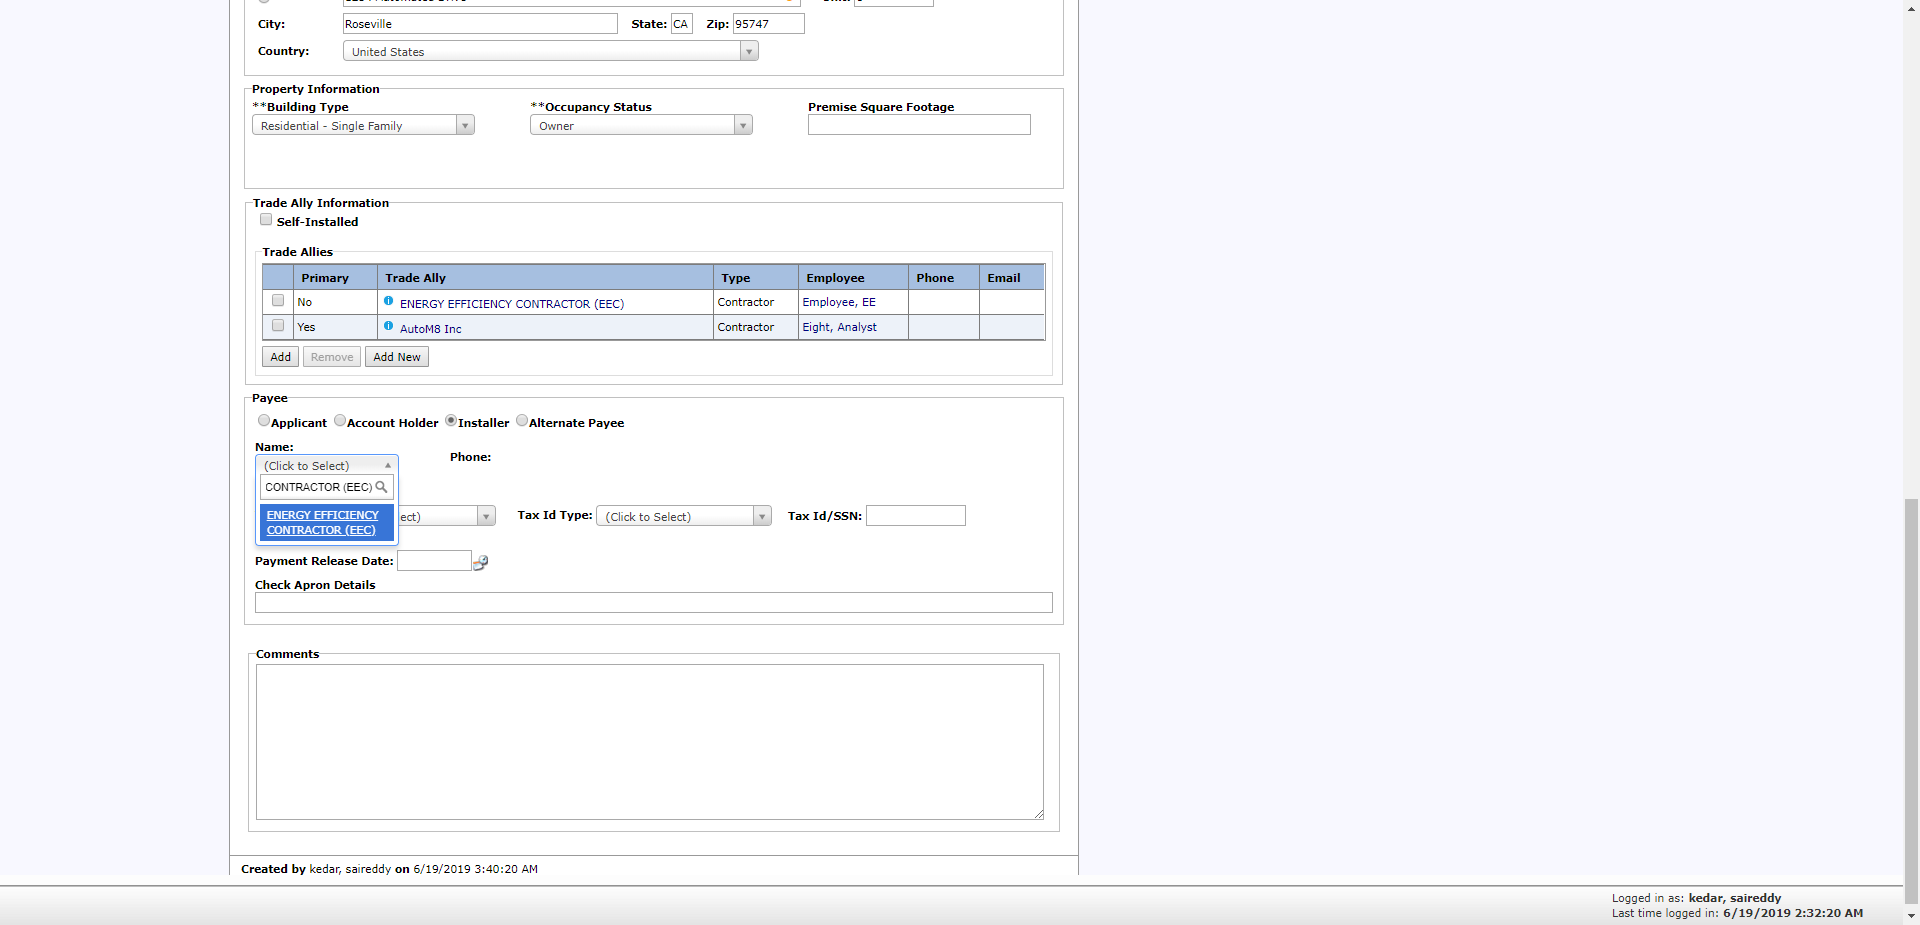 City: Roseville State: CA Zip: 95747
Country: United States
Property Information
**Building Type **Occupancy Status Premise Square Footage
Residential - Single Family Owner
Trade Ally Information
Self-Installed
Trade Allies
Primary Trade Ally Type Employee Phone Email
No ENERGY EFFICIENCY CONTRACTOR (EEC) Contractor Employee, EE
Yes AutoM8 Inc Contractor Eight, Analyst
Add Remove Add New
Payee
Applicant Account Holder Installer Alternate Payee
Name:
(Click to Select) Phone:
CONTRACTOR (EEC)
ENERGY EFFICIENCY
CONTRACTOR (EEC)
ect) Tax Id Type: (Click to Select) Tax Id/SSN:
Payment Release Date:
Check Apron Details
Comments
Created by kedar, saireddy on 6/19/2019 3:40:20 AM
Logged in as: kedar, saireddy
Last time logged in: 6/19/2019 2:32:20 AM